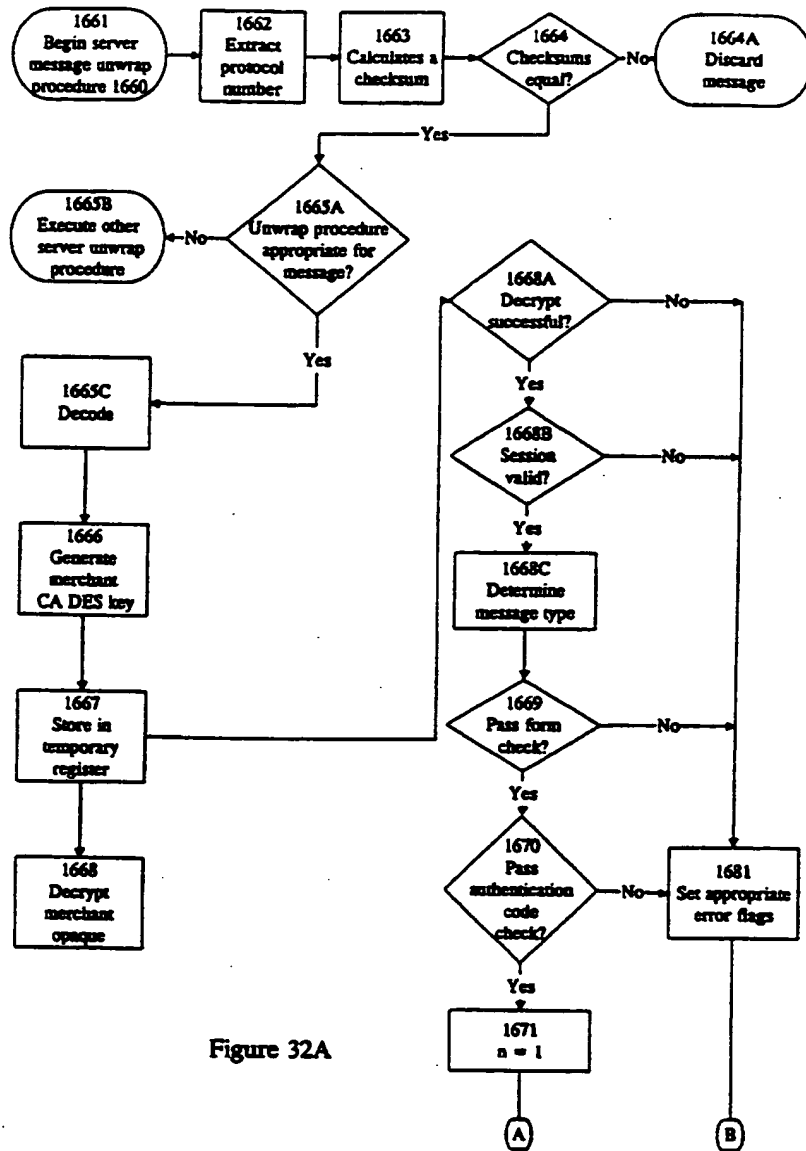 1661
Begin server
message unwrap
procedure 1660
1662
Extract
protocol
number
1663
Calculates a
checksum
1664
Checksums
equal?
No
1664A
Discard
message
Yes
1665A
Unwrap procedure
appropriate for
message?
No
1665B
Execute other
server unwrap
procedure
Yes
1665C
Decode
1666
Generate
merchant
CA DES key
1667
Store in
temporary
register
1668
Decrypt
merchant
opaque
1668A
Decrypt
successful?
No
Yes
1668B
Session
valid?
No
Yes
1668C
Determine
message type
1669
Pass form
check?
No
Yes
1670
Pass
authentication
code
check?
No
1681
Set appropriate
error flags
Yes
1671
n = 1
Figure 32A
A
B